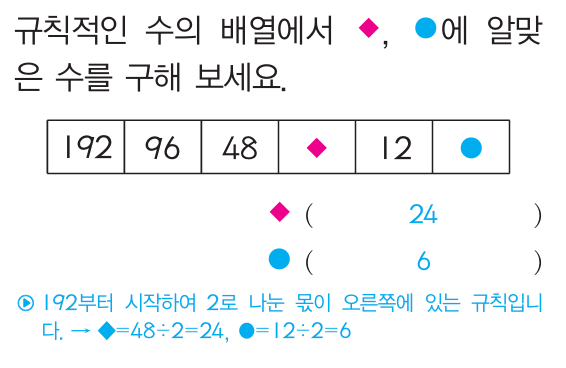 규칙적인 수의 배열에서 ◆, ●에 알맞
은 수를 구해 보세요.
192 96 48 ◆ 12 ●
◆ ( 24 )
● ( 6 )
▶ 192부터 시작하여 2로 나눈 몫이 오른쪽에 있는 규칙입니
다. → ◆=48÷2=24, ●=12÷2=6